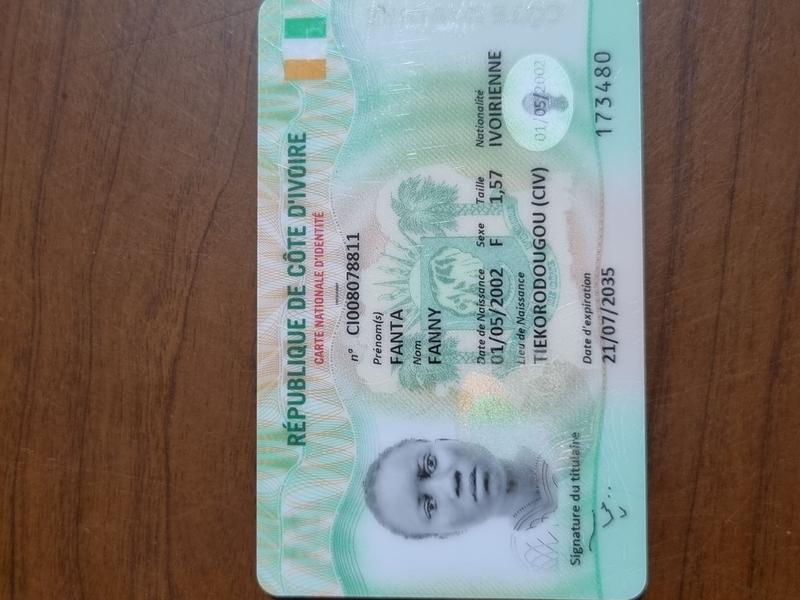 RÉPUBLIQUE DE CÔTE D'IVOIRE
CARTE NATIONALE D'IDENTITÉ
n° CI008078811
Prénom(s)
FANTA
Nom
FANNY
Date de Naissance Sexe Taille Nationalité
01/05/2002 F 1,57 IVOIRIENNE
Lieu de Naissance
TIEKORODOUGOU (CIV)
01/05/2002
Date d'expiration
21/07/2035
173480
Signature du titulaire